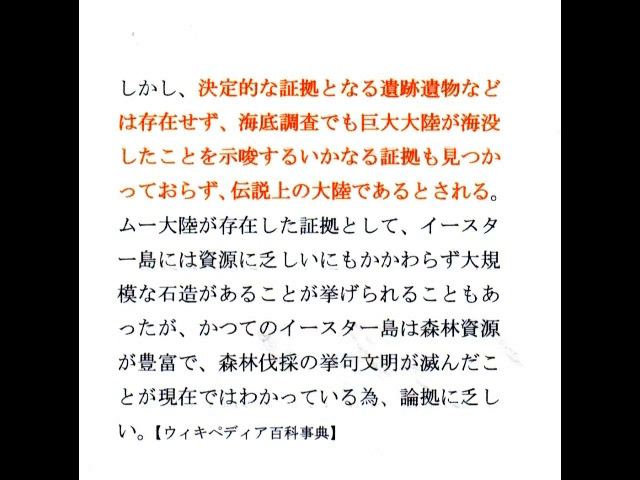 しかし、決定的な証拠となる遺跡遺物など
は存在せず、海底調査でも巨大大陸が海没
したことを示唆するいかなる証拠も見つか
っておらず、伝説上の大陸であるとされる。
ムー大陸が存在した証拠として、イースタ
ー島には資源に乏しいにもかかわらず大規
模な石造があることが挙げられることもあ
ったが、かつてのイースター島は森林資源
が豊富で、森林伐採の挙句文明が滅んだこ
とが現在ではわかっている為、論拠に乏し
い。【ウィキペディア百科事典】